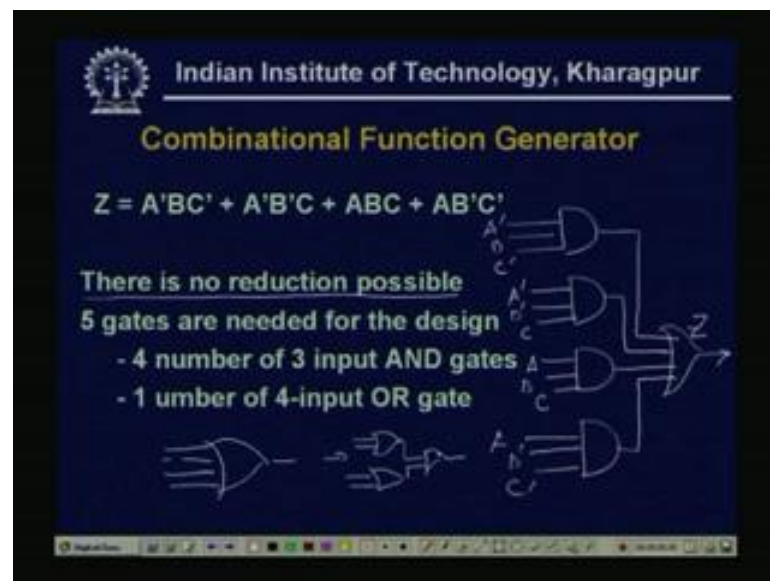 Indian Institute of Technology, Kharagpur
Combinational Function Generator
Z = A'BC' + A'B'C + ABC + AB'C'
There is no reduction possible
5 gates are needed for the design
- 4 number of 3 input AND gates
- 1 umber of 4-input OR gate
A'
B
C'
A'
B'
C
A
B
C
A
B'
C'
Z